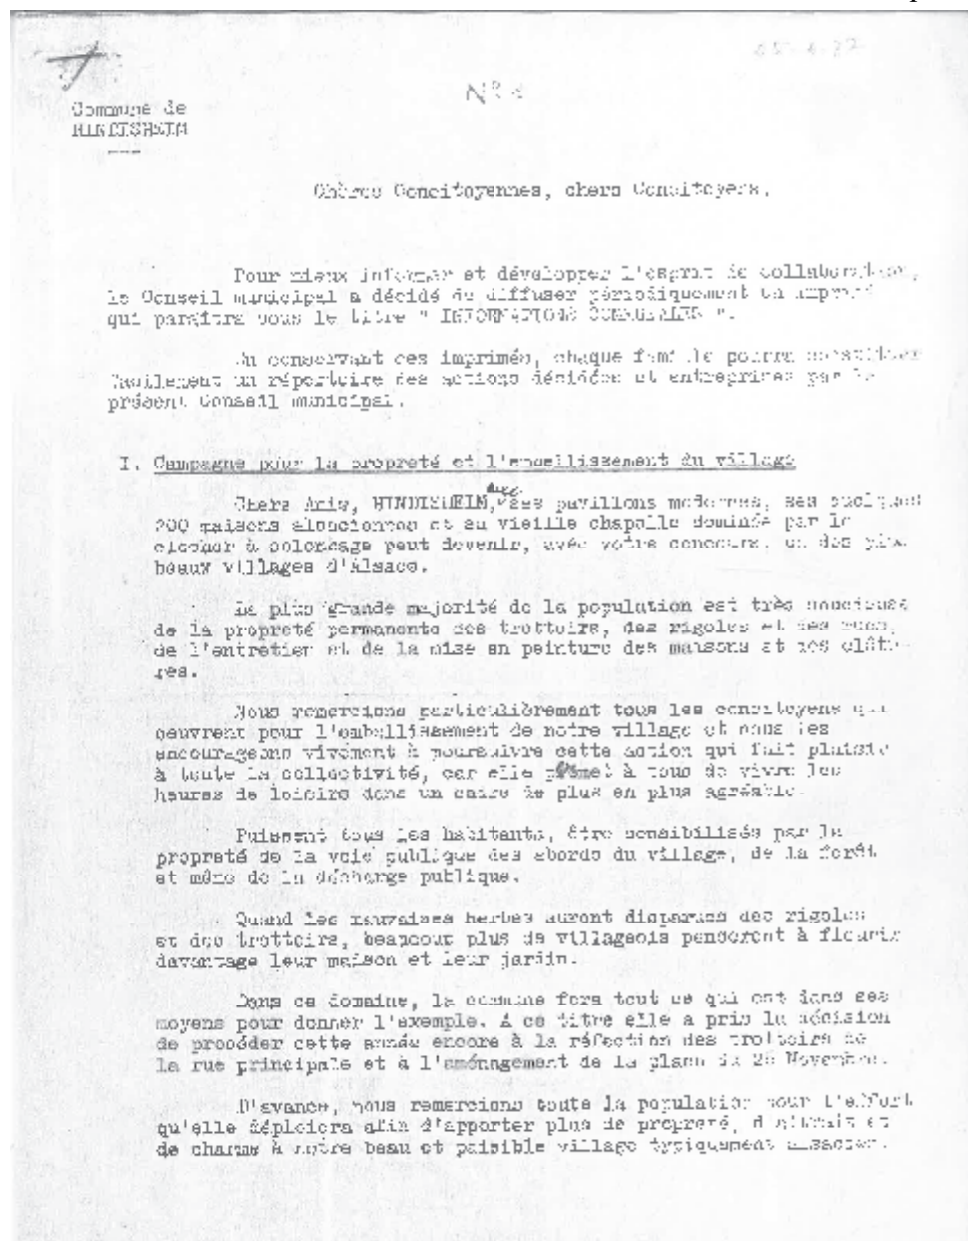 Commune de
HINDISHEIM
Chères Concitoyennes, chers Concitoyens,
Pour mieux informer et développer l'esprit de collaboration,
le Conseil municipal a décidé de diffuser périodiquement un imprimé
qui paraîtra sous le titre " INFORMATIONS COMMUNALES ".
En conservant ces imprimés, chaque famille pourra constituer
facilement un répertoire des actions décidées et entreprises par le
présent Conseil municipal.
I. Campagne pour la propreté et l'embellissement du village
Chers Amis, HINDISHEIM, avec ses pavillons modernes, ses quelques
200 maisons alsaciennes et sa vieille chapelle dominée par le
clocher à colombage peut devenir, avec votre concours, un des plus
beaux villages d'Alsace.
La plus grande majorité de la population est très soucieuse
de la propreté permanente des trottoirs, des rigoles et des rues,
de l'entretien et de la mise en peinture des maisons et des clôtu-
res.
Nous remercions particulièrement tous les concitoyens qui
oeuvrent pour l'embellissement de notre village et nous les
encourageons vivement à poursuivre cette action qui fait plaisir
à toute la collectivité, car elle permet à tous de vivre les
heures de loisirs dans un cadre de plus en plus agréable.
Puissent tous les habitants, être sensibilisés par la
propreté de la voie publique des abords du village, de la forêt
et même de la décharge publique.
Quand les mauvaises herbes auront disparues des rigoles
et des trottoirs, beaucoup plus de villageois penseront à fleurir
davantage leur maison et leur jardin.
Dans ce domaine, la commune fera tout ce qui est dans ses
moyens pour donner l'exemple. A ce titre elle a pris la décision
de procéder cette année encore à la réfection des trottoirs de
la rue principale et à l'aménagement de la place du 26 Novembre.
D'avance, nous remercions toute la population pour l'effort
qu'elle déploiera afin d'apporter plus de propreté, d'attrait et
de charme à notre beau et paisible village typiquement alsacien.